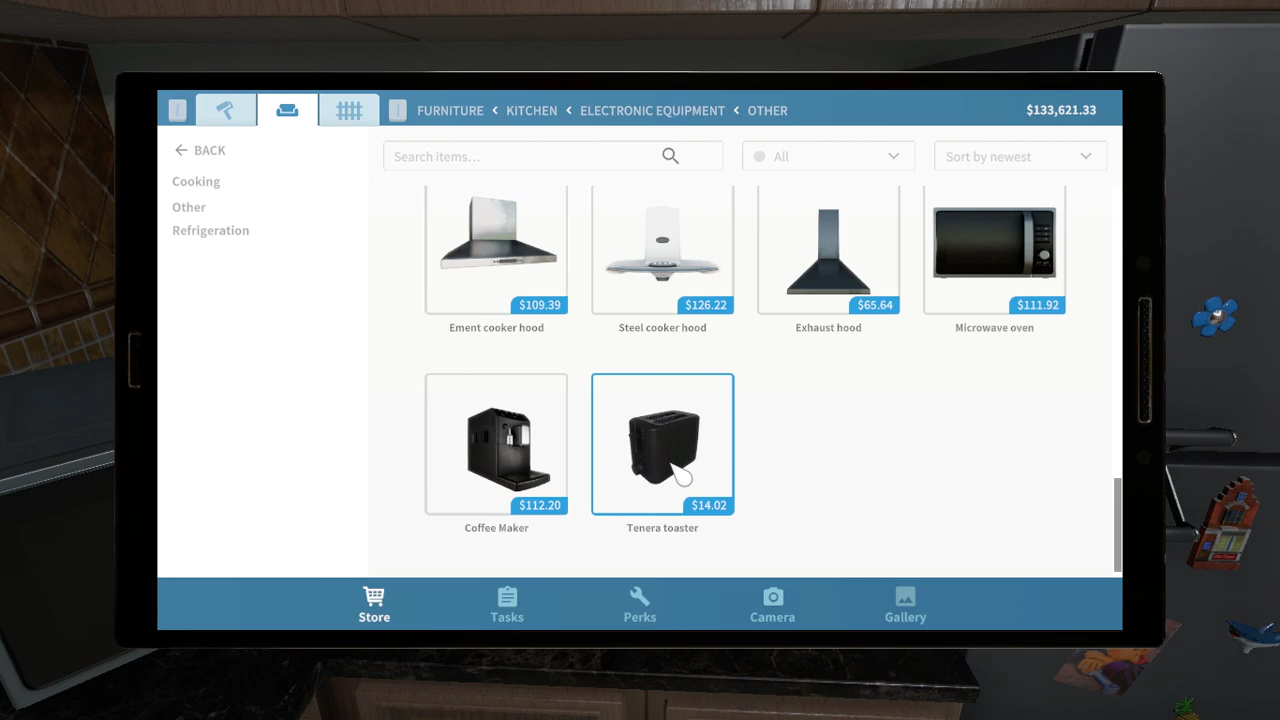 FURNITURE < KITCHEN < ELECTRONIC EQUIPMENT < OTHER
$133,621.33
BACK
Cooking
Other
Refrigeration
Search items...
All
Sort by newest
$109.39
$126.22
$65.64
$111.92
Ement cooker hood
Steel cooker hood
Exhaust hood
Microwave oven
$112.20
$14.02
Coffee Maker
Tenera toaster
Store
Tasks
Perks
Camera
Gallery